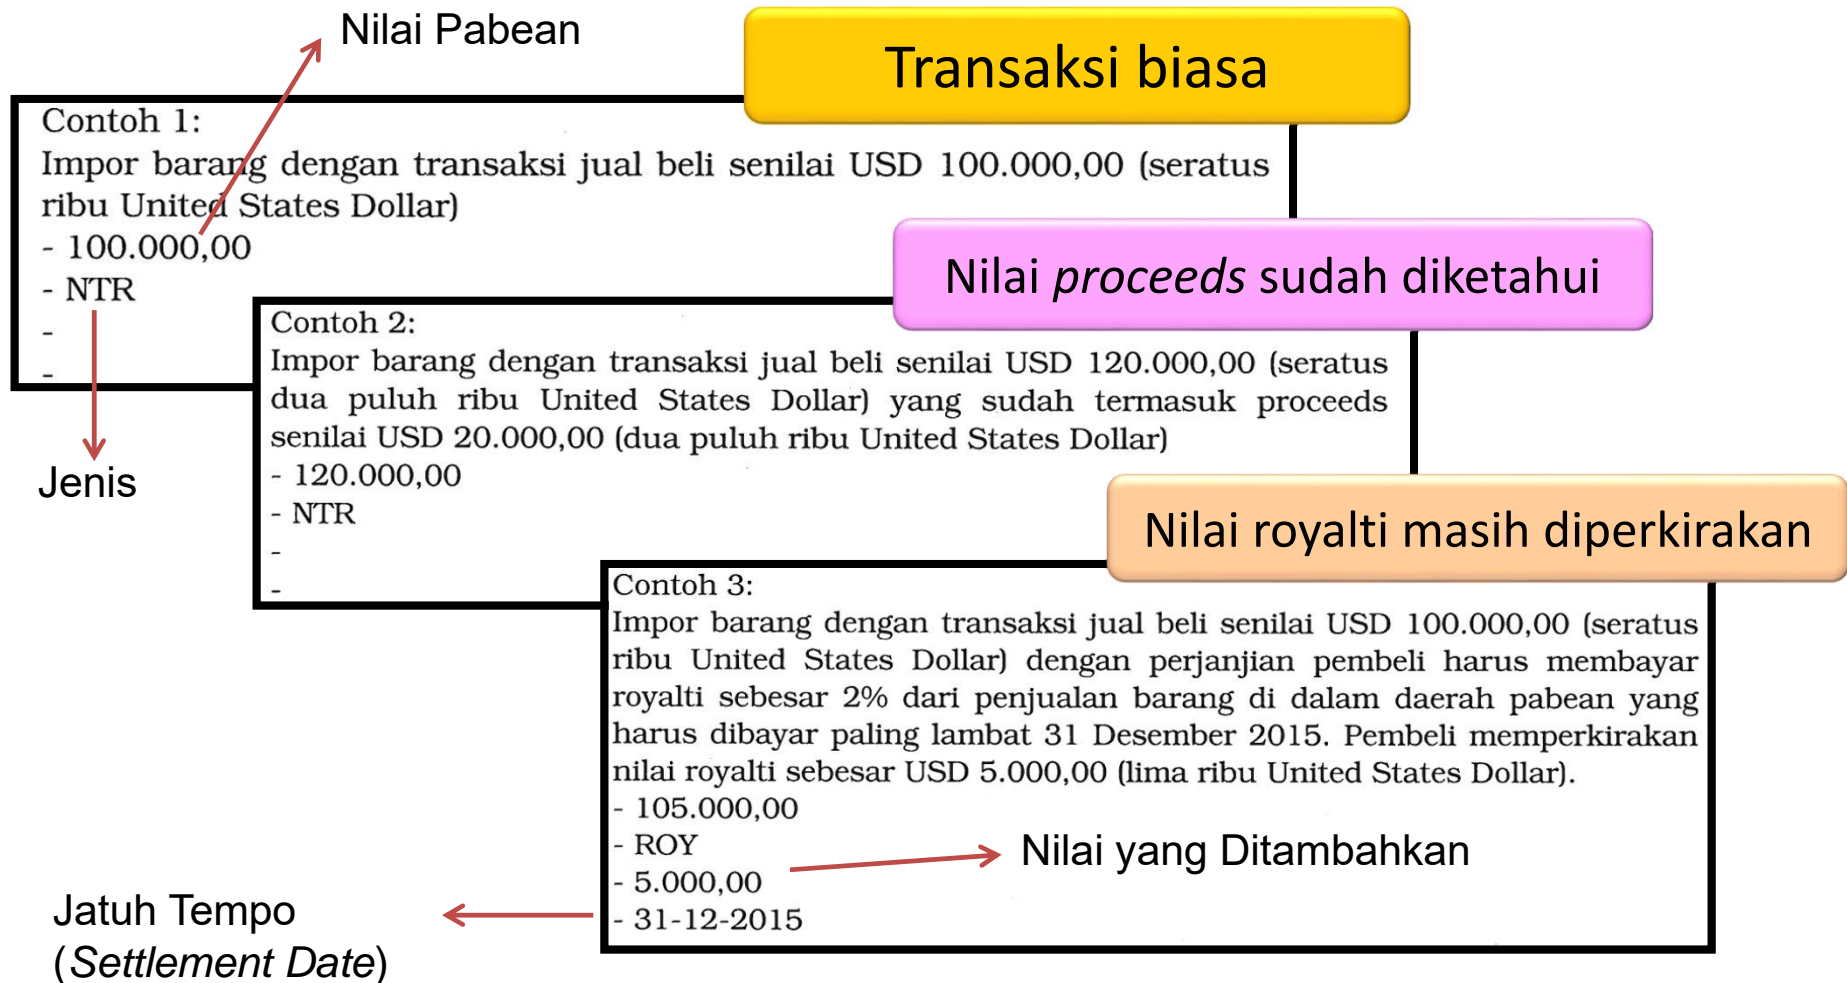 Nilai Pabean
Transaksi biasa
Contoh 1:
Impor barang dengan transaksi jual beli senilai USD 100.000,00 (seratus
ribu United States Dollar)
- 100.000,00
- NTR
-
-
Jenis
Nilai proceeds sudah diketahui
Contoh 2:
Impor barang dengan transaksi jual beli senilai USD 120.000,00 (seratus
dua puluh ribu United States Dollar) yang sudah termasuk proceeds
senilai USD 20.000,00 (dua puluh ribu United States Dollar)
- 120.000,00
- NTR
-
-
Nilai royalti masih diperkirakan
Contoh 3:
Impor barang dengan transaksi jual beli senilai USD 100.000,00 (seratus
ribu United States Dollar) dengan perjanjian pembeli harus membayar
royalti sebesar 2% dari penjualan barang di dalam daerah pabean yang
harus dibayar paling lambat 31 Desember 2015. Pembeli memperkirakan
nilai royalti sebesar USD 5.000,00 (lima ribu United States Dollar).
- 105.000,00
- ROY
- 5.000,00
- 31-12-2015
Nilai yang Ditambahkan
Jatuh Tempo
(Settlement Date)